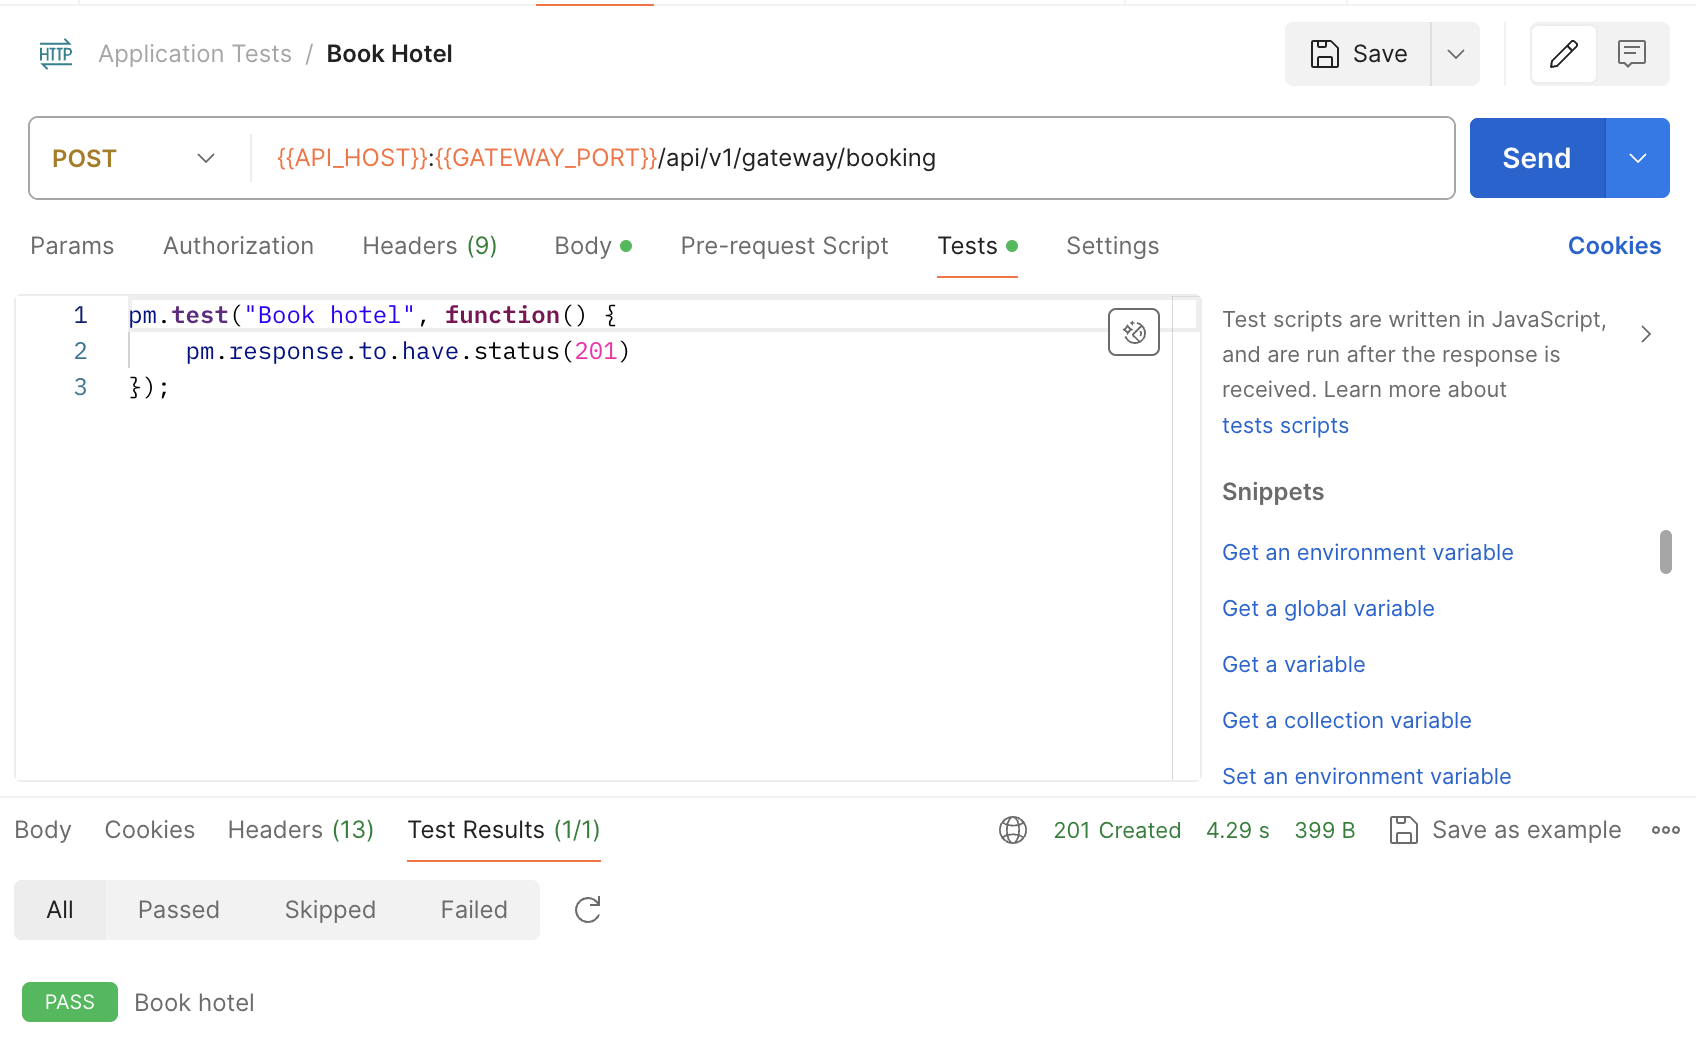 HTTP Application Tests / Book Hotel Save
POST {{API_HOST}}:{{GATEWAY_PORT}}/api/v1/gateway/booking Send
Params Authorization Headers (9) Body Pre-request Script Tests Settings Cookies
1 pm.test("Book hotel", function() {
2     pm.response.to.have.status(201)
3 });
Test scripts are written in JavaScript,
and are run after the response is
received. Learn more about
tests scripts
Snippets
Get an environment variable
Get a global variable
Get a variable
Get a collection variable
Set an environment variable
Body Cookies Headers (13) Test Results (1/1) 201 Created 4.29 s 399 B Save as example
All Passed Skipped Failed
PASS Book hotel